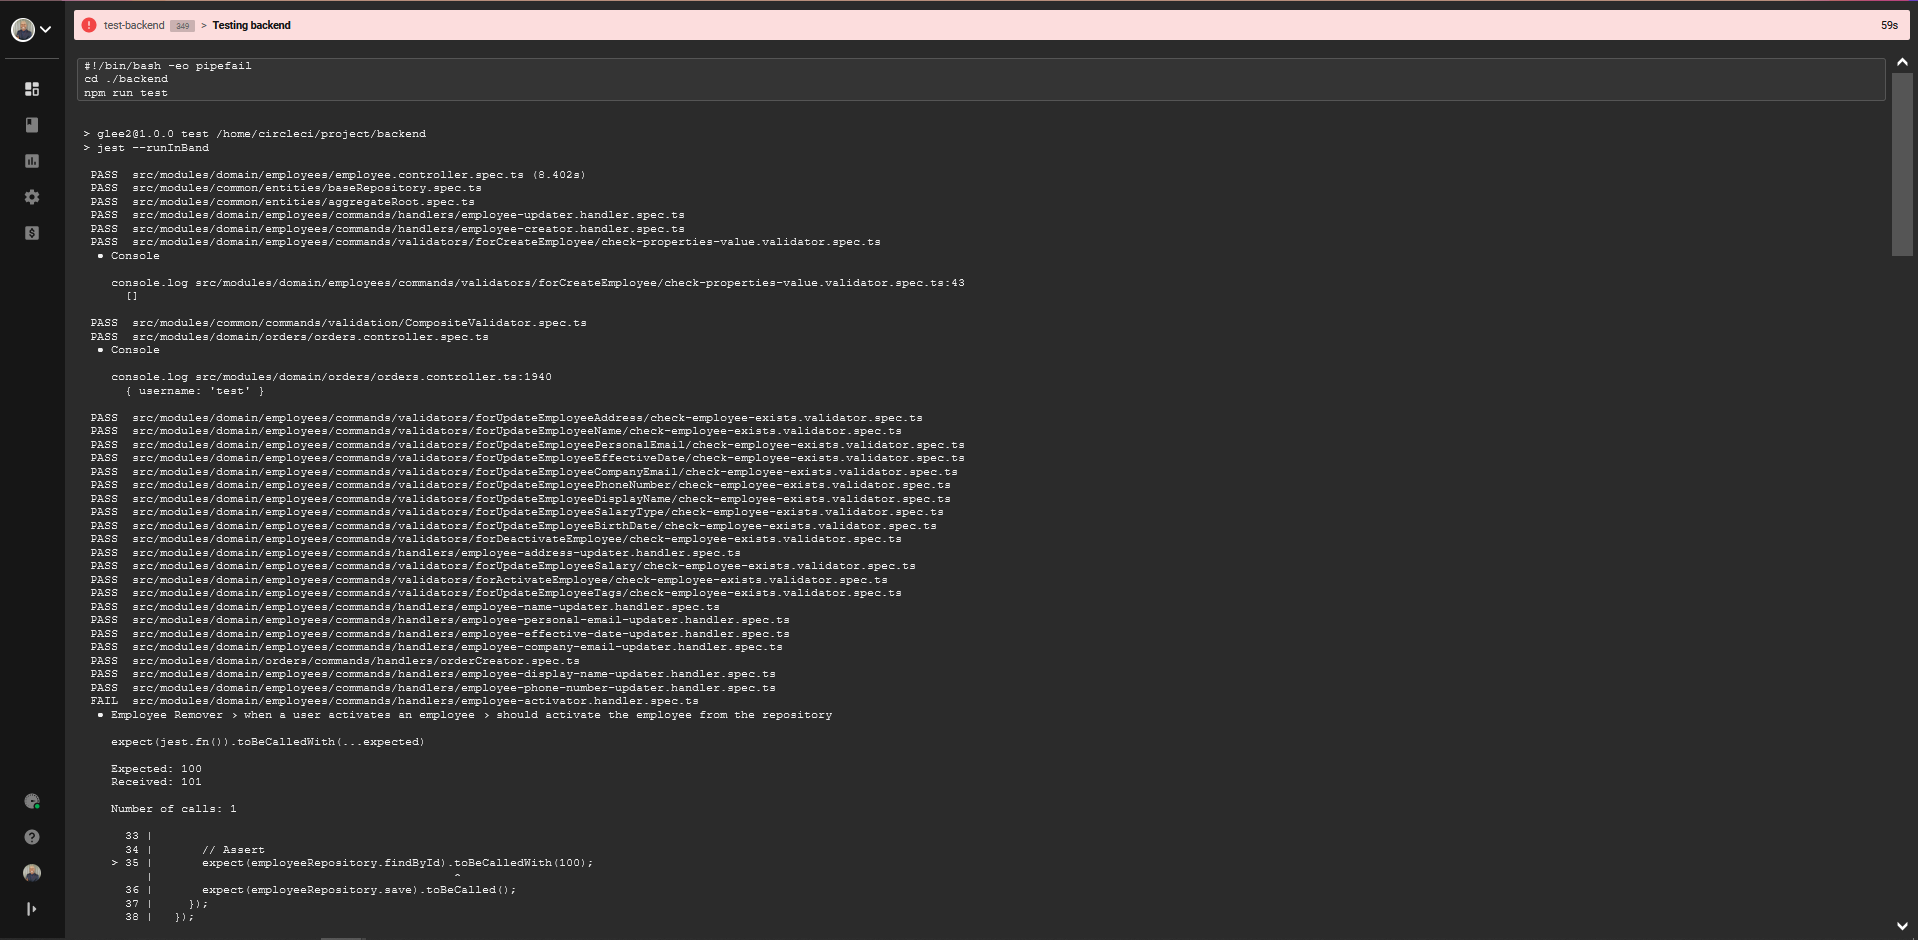 test-backend 349 > Testing backend 59s
#!/bin/bash -eo pipefail
cd ./backend
npm run test
> glee2@1.0.0 test /home/circleci/project/backend
> jest --runInBand
PASS src/modules/domain/employees/employee.controller.spec.ts (8.402s)
PASS src/modules/common/entities/baseRepository.spec.ts
PASS src/modules/common/entities/aggregateRoot.spec.ts
PASS src/modules/domain/employees/commands/handlers/employee-updater.handler.spec.ts
PASS src/modules/domain/employees/commands/handlers/employee-creator.handler.spec.ts
PASS src/modules/domain/employees/commands/validators/forCreateEmployee/check-properties-value.validator.spec.ts
● Console
console.log src/modules/domain/employees/commands/validators/forCreateEmployee/check-properties-value.validator.spec.ts:43
[]
PASS src/modules/common/commands/validation/CompositeValidator.spec.ts
PASS src/modules/domain/orders/orders.controller.spec.ts
● Console
console.log src/modules/domain/orders/orders.controller.ts:1940
{ username: 'test' }
PASS src/modules/domain/employees/commands/validators/forUpdateEmployeeAddress/check-employee-exists.validator.spec.ts
PASS src/modules/domain/employees/commands/validators/forUpdateEmployeeName/check-employee-exists.validator.spec.ts
PASS src/modules/domain/employees/commands/validators/forUpdateEmployeePersonalEmail/check-employee-exists.validator.spec.ts
PASS src/modules/domain/employees/commands/validators/forUpdateEmployeeEffectiveDate/check-employee-exists.validator.spec.ts
PASS src/modules/domain/employees/commands/validators/forUpdateEmployeeCompanyEmail/check-employee-exists.validator.spec.ts
PASS src/modules/domain/employees/commands/validators/forUpdateEmployeePhoneNumber/check-employee-exists.validator.spec.ts
PASS src/modules/domain/employees/commands/validators/forUpdateEmployeeDisplayName/check-employee-exists.validator.spec.ts
PASS src/modules/domain/employees/commands/validators/forUpdateEmployeeSalaryType/check-employee-exists.validator.spec.ts
PASS src/modules/domain/employees/commands/validators/forUpdateEmployeeBirthDate/check-employee-exists.validator.spec.ts
PASS src/modules/domain/employees/commands/validators/forDeactivateEmployee/check-employee-exists.validator.spec.ts
PASS src/modules/domain/employees/commands/handlers/employee-address-updater.handler.spec.ts
PASS src/modules/domain/employees/commands/validators/forUpdateEmployeeSalary/check-employee-exists.validator.spec.ts
PASS src/modules/domain/employees/commands/validators/forActivateEmployee/check-employee-exists.validator.spec.ts
PASS src/modules/domain/employees/commands/validators/forUpdateEmployeeTags/check-employee-exists.validator.spec.ts
PASS src/modules/domain/employees/commands/handlers/employee-name-updater.handler.spec.ts
PASS src/modules/domain/employees/commands/handlers/employee-personal-email-updater.handler.spec.ts
PASS src/modules/domain/employees/commands/handlers/employee-effective-date-updater.handler.spec.ts
PASS src/modules/domain/employees/commands/handlers/employee-company-email-updater.handler.spec.ts
PASS src/modules/domain/orders/commands/handlers/orderCreator.spec.ts
PASS src/modules/domain/employees/commands/handlers/employee-display-name-updater.handler.spec.ts
PASS src/modules/domain/employees/commands/handlers/employee-phone-number-updater.handler.spec.ts
FAIL src/modules/domain/employees/commands/handlers/employee-activator.handler.spec.ts
● Employee Remover › when a user activates an employee › should activate the employee from the repository
expect(jest.fn()).toBeCalledWith(...expected)
Expected: 100
Received: 101
Number of calls: 1
33 |
34 | // Assert
> 35 | expect(employeeRepository.findById).toBeCalledWith(100);
| ^
36 | expect(employeeRepository.save).toBeCalled();
37 | });
38 | });